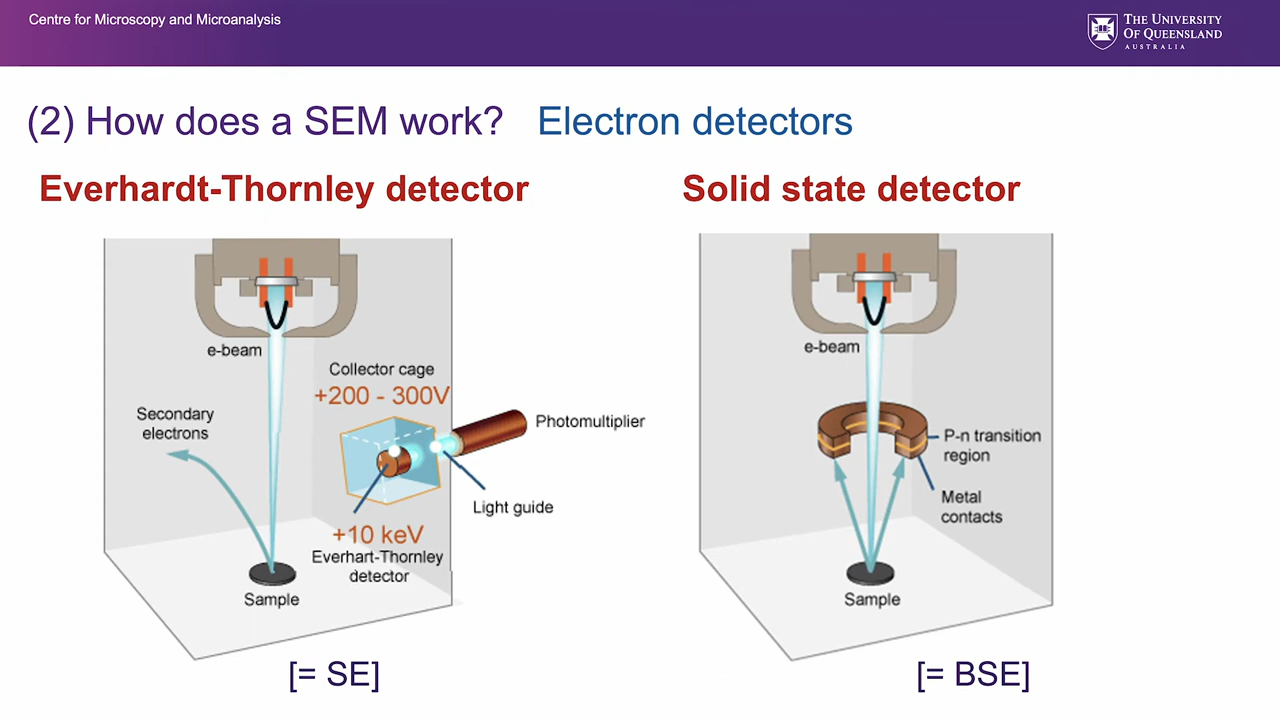 Centre for Microscopy and Microanalysis
THE UNIVERSITY
OF QUEENSLAND
AUSTRALIA
(2) How does a SEM work? Electron detectors
Everhardt-Thornley detector
Solid state detector
e-beam
Collector cage
+200 - 300V
Secondary
electrons
Photomultiplier
Light guide
+10 keV
Everhart-Thornley
detector
Sample
[= SE]
e-beam
P-n transition
region
Metal
contacts
Sample
[= BSE]